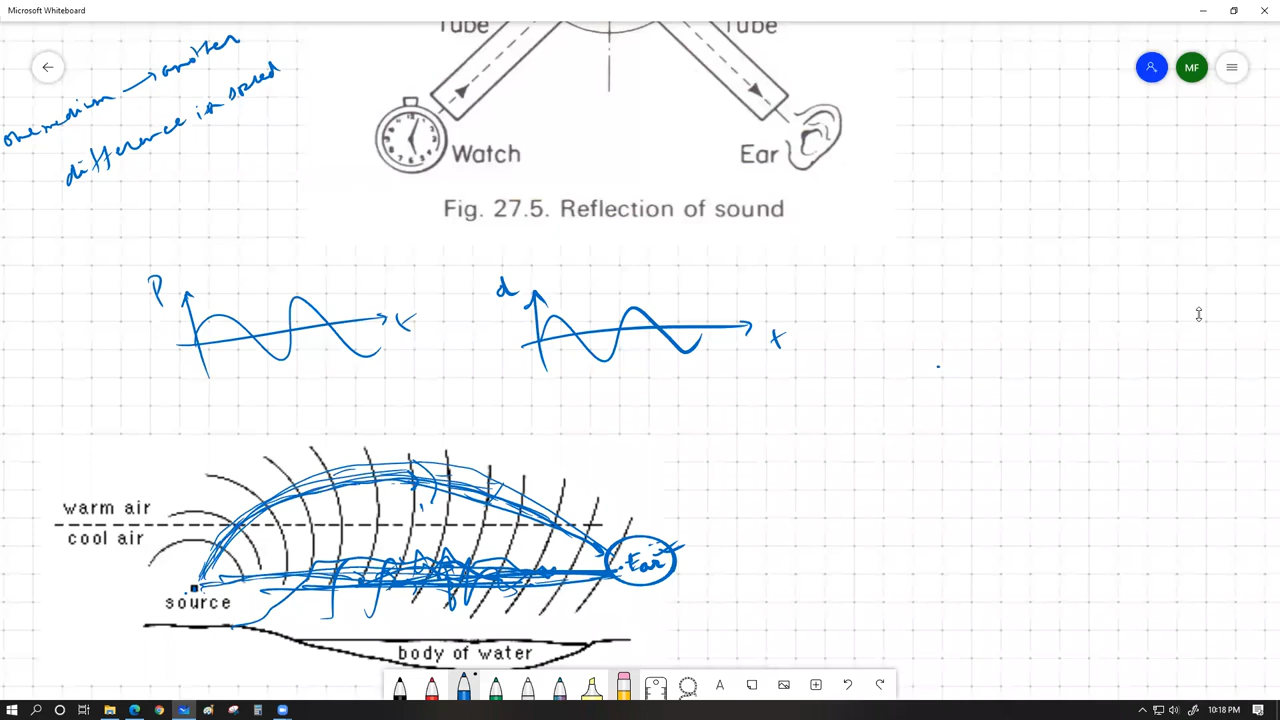 Microsoft Whiteboard
Tube Tube
one medium → another
difference in speed
MF
Watch
Ear
Fig. 27.5. Reflection of sound
P
d
warm air
cool air
Ear
source
body of water
A
10:18 PM